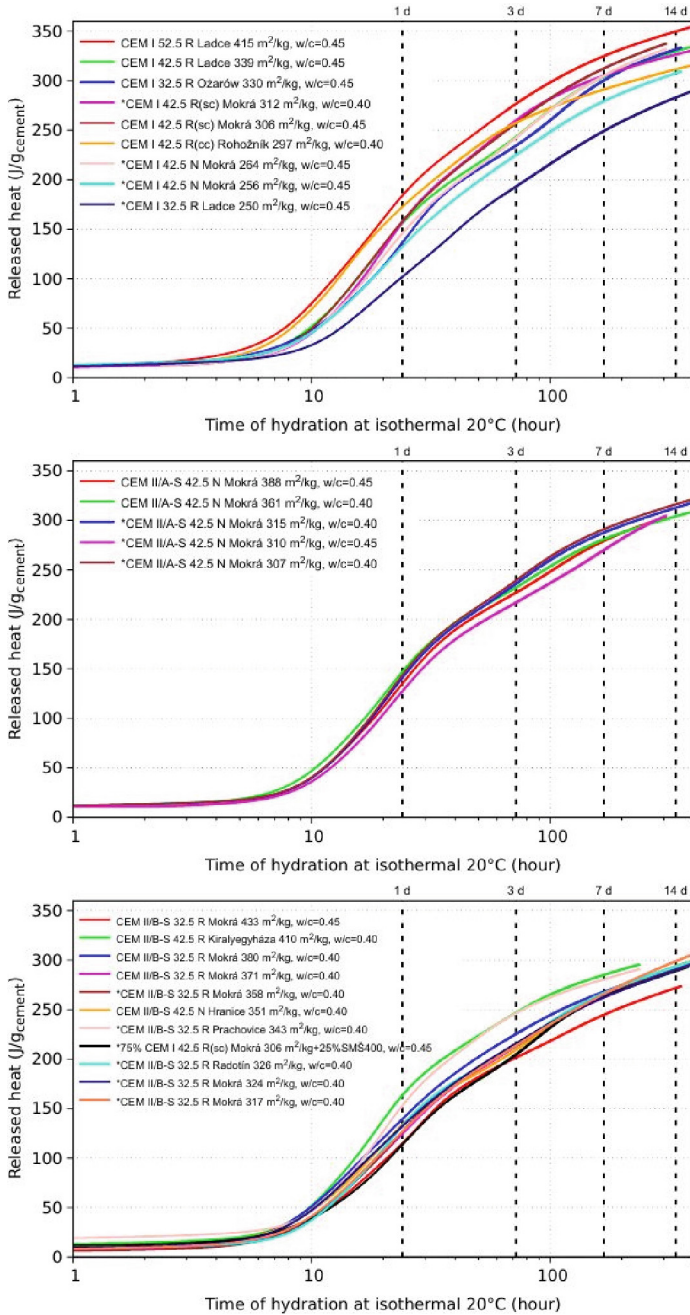 1 d 3 d 7 d 14 d
350
300
250
200
150
100
50
0
Released heat (J/gcement)
CEM I 52.5 R Ladce 415 m²/kg, w/c=0.45
CEM I 42.5 R Ladce 339 m²/kg, w/c=0.45
CEM I 32.5 R Ożarów 330 m²/kg, w/c=0.45
*CEM I 42.5 R(sc) Mokrá 312 m²/kg, w/c=0.40
CEM I 42.5 R(sc) Mokrá 306 m²/kg, w/c=0.45
CEM I 42.5 R(cc) Rohožník 297 m²/kg, w/c=0.40
*CEM I 42.5 N Mokrá 264 m²/kg, w/c=0.45
*CEM I 42.5 N Mokrá 256 m²/kg, w/c=0.45
*CEM I 32.5 R Ladce 250 m²/kg, w/c=0.45
1 10 100
Time of hydration at isothermal 20°C (hour)
1 d 3 d 7 d 14 d
350
300
250
200
150
100
50
0
Released heat (J/gcement)
CEM II/A-S 42.5 N Mokrá 388 m²/kg, w/c=0.45
CEM II/A-S 42.5 N Mokrá 361 m²/kg, w/c=0.40
*CEM II/A-S 42.5 N Mokrá 315 m²/kg, w/c=0.40
*CEM II/A-S 42.5 N Mokrá 310 m²/kg, w/c=0.45
*CEM II/A-S 42.5 N Mokrá 307 m²/kg, w/c=0.40
1 10 100
Time of hydration at isothermal 20°C (hour)
1 d 3 d 7 d 14 d
350
300
250
200
150
100
50
0
Released heat (J/gcement)
CEM II/B-S 32.5 R Mokrá 433 m²/kg, w/c=0.45
CEM II/B-S 42.5 R Kiralyegyháza 410 m²/kg, w/c=0.40
CEM II/B-S 32.5 R Mokrá 380 m²/kg, w/c=0.40
CEM II/B-S 32.5 R Mokrá 371 m²/kg, w/c=0.40
*CEM II/B-S 32.5 R Mokrá 358 m²/kg, w/c=0.40
CEM II/B-S 42.5 N Hranice 351 m²/kg, w/c=0.40
*CEM II/B-S 32.5 R Prachovice 343 m²/kg, w/c=0.40
*75% CEM I 42.5 R(sc) Mokrá 306 m²/kg+25%SMŠ400, w/c=0.45
*CEM II/B-S 32.5 R Radotín 326 m²/kg, w/c=0.40
*CEM II/B-S 32.5 R Mokrá 324 m²/kg, w/c=0.40
*CEM II/B-S 32.5 R Mokrá 317 m²/kg, w/c=0.40
1 10 100
Time of hydration at isothermal 20°C (hour)